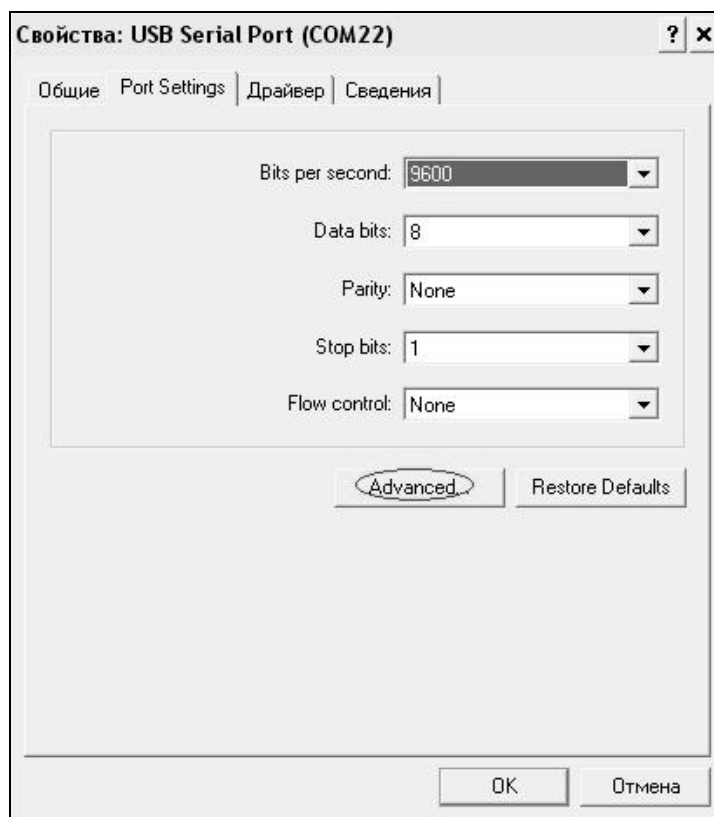 Свойства: USB Serial Port (COM22)
? ×
Общие Port Settings Драйвер Сведения
Bits per second: 9600
Data bits: 8
Parity: None
Stop bits: 1
Flow control: None
Advanced... Restore Defaults
OK Отмена